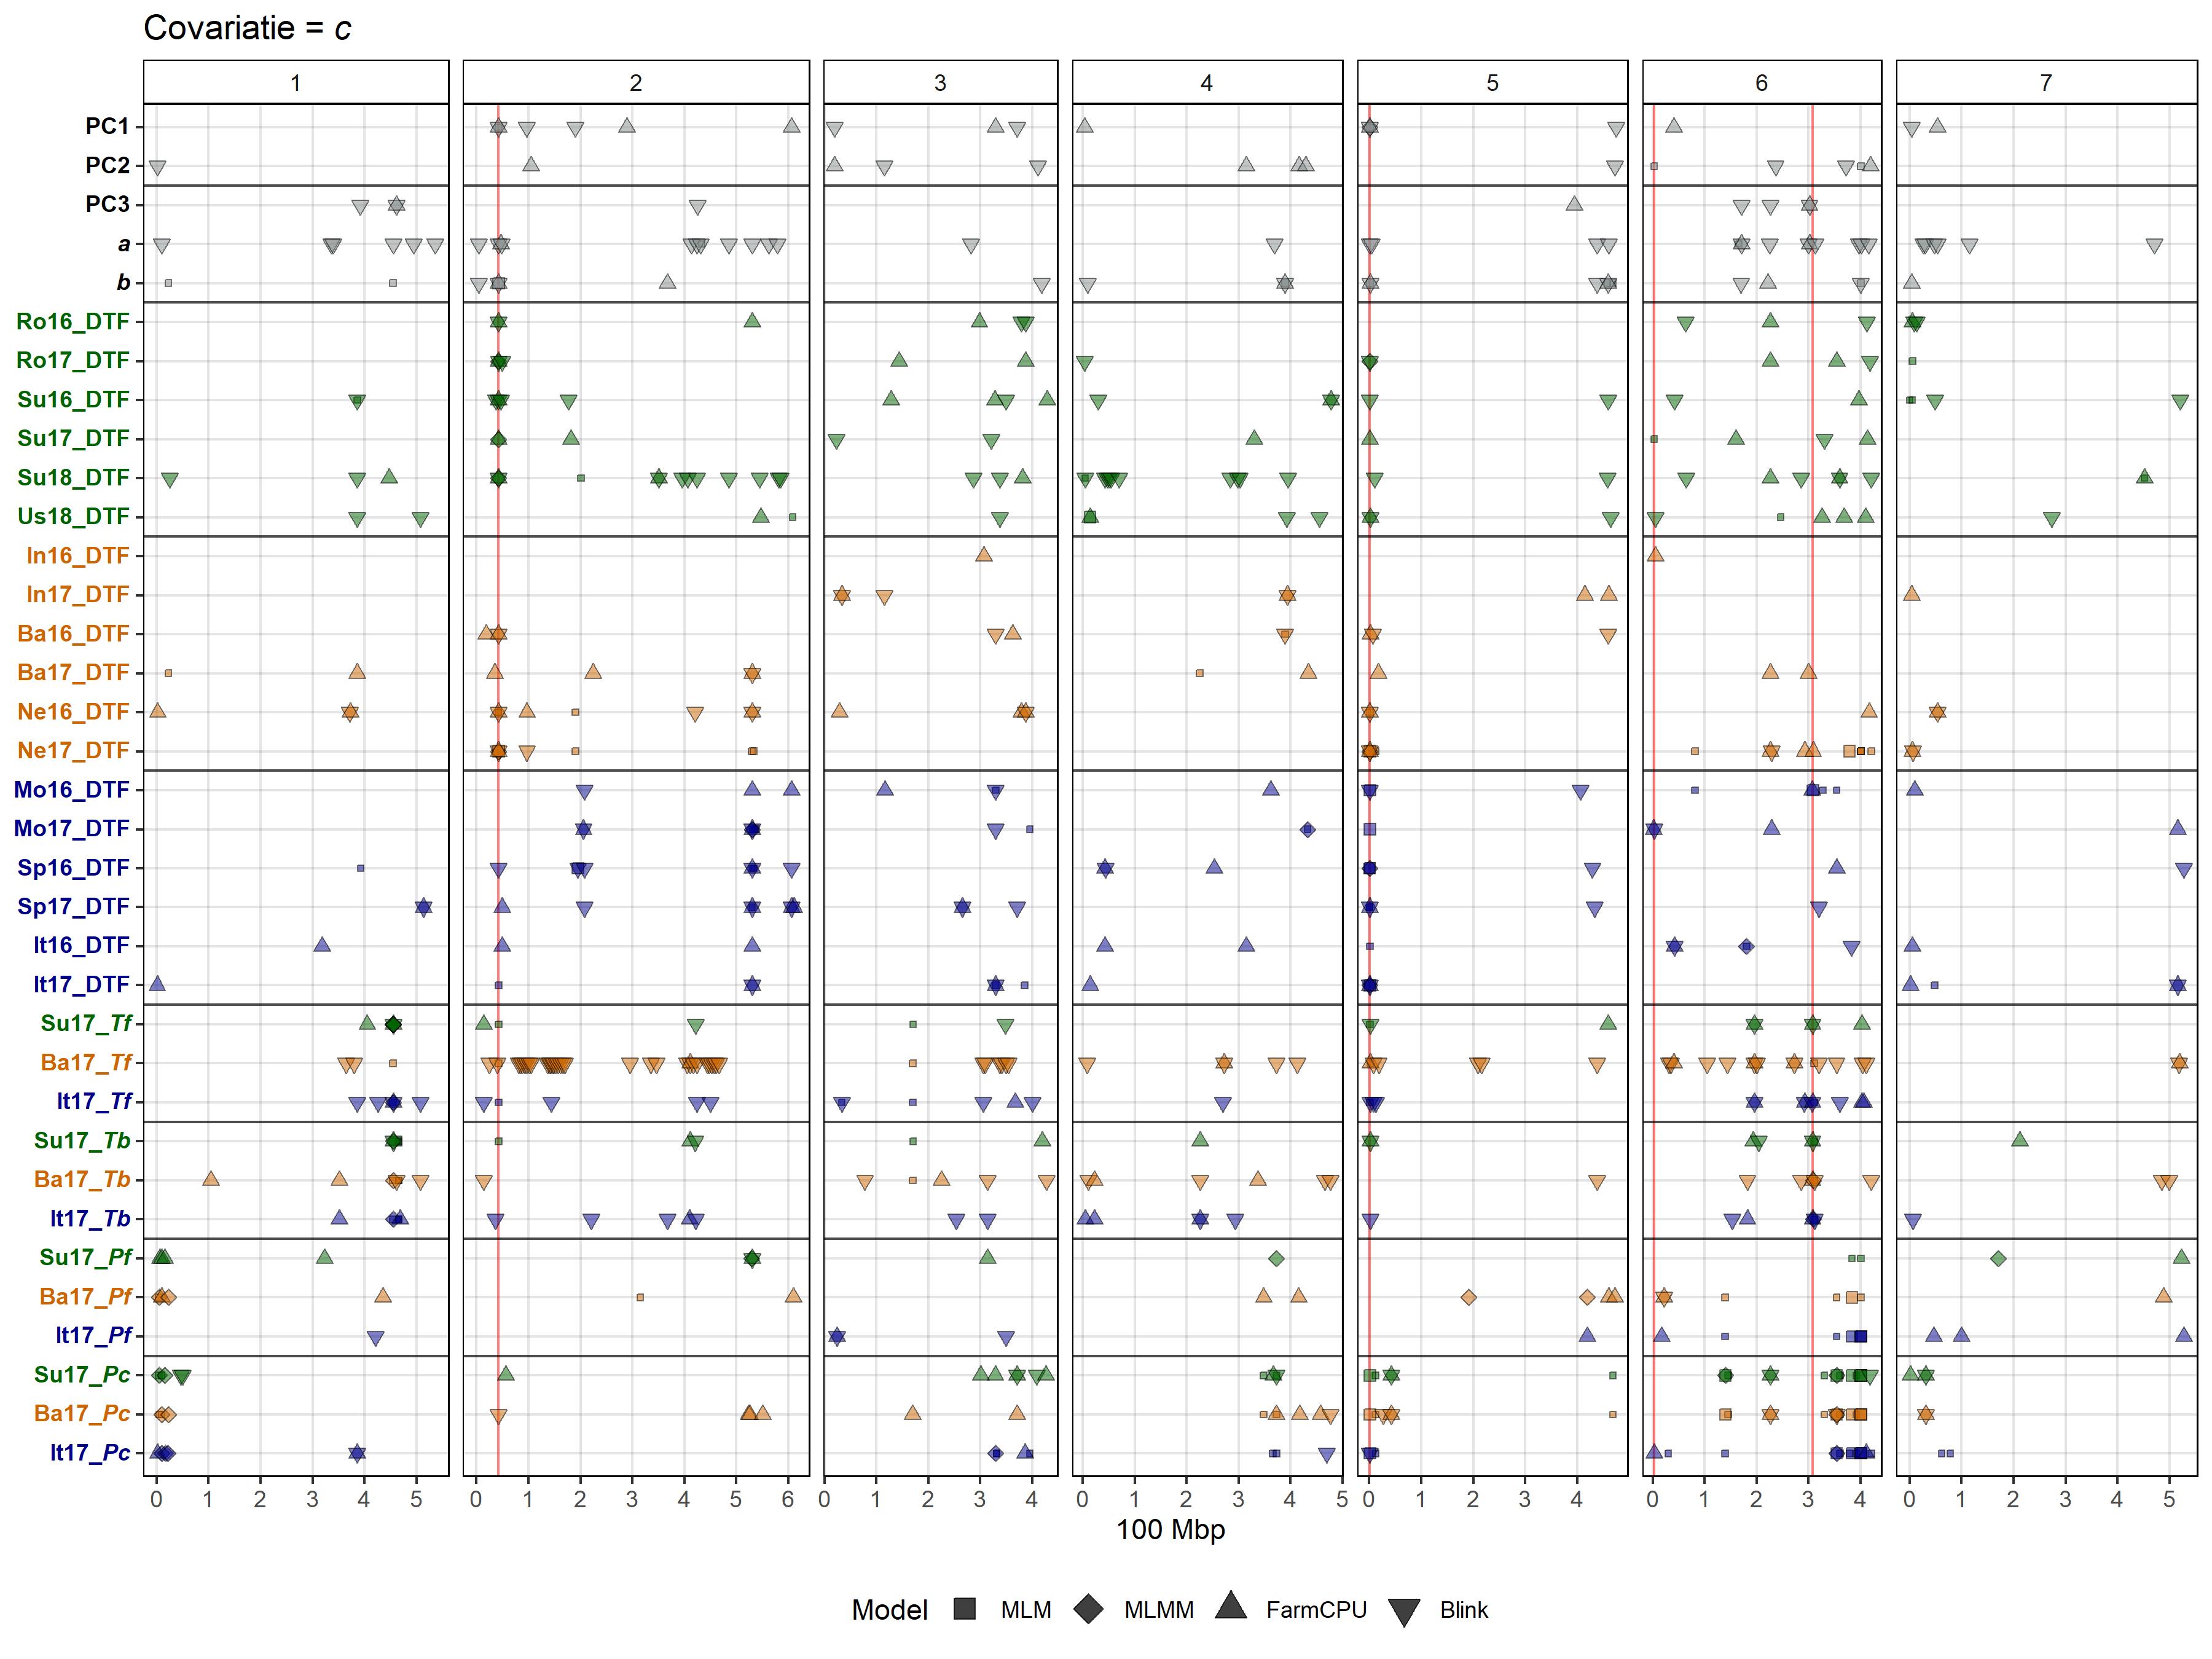 Covariatie = c
1 2 3 4 5 6 7
PC1
PC2
PC3
a
b
Ro16_DTF
Ro17_DTF
Su16_DTF
Su17_DTF
Su18_DTF
Us18_DTF
In16_DTF
In17_DTF
Ba16_DTF
Ba17_DTF
Ne16_DTF
Ne17_DTF
Mo16_DTF
Mo17_DTF
Sp16_DTF
Sp17_DTF
It16_DTF
It17_DTF
Su17_Tf
Ba17_Tf
It17_Tf
Su17_Tb
Ba17_Tb
It17_Tb
Su17_Pf
Ba17_Pf
It17_Pf
Su17_Pc
Ba17_Pc
It17_Pc
0 1 2 3 4 5 0 1 2 3 4 5 6 0 1 2 3 4 0 1 2 3 4 5 0 1 2 3 4 0 1 2 3 4 0 1 2 3 4 5
100 Mbp
Model MLM MLMM FarmCPU Blink